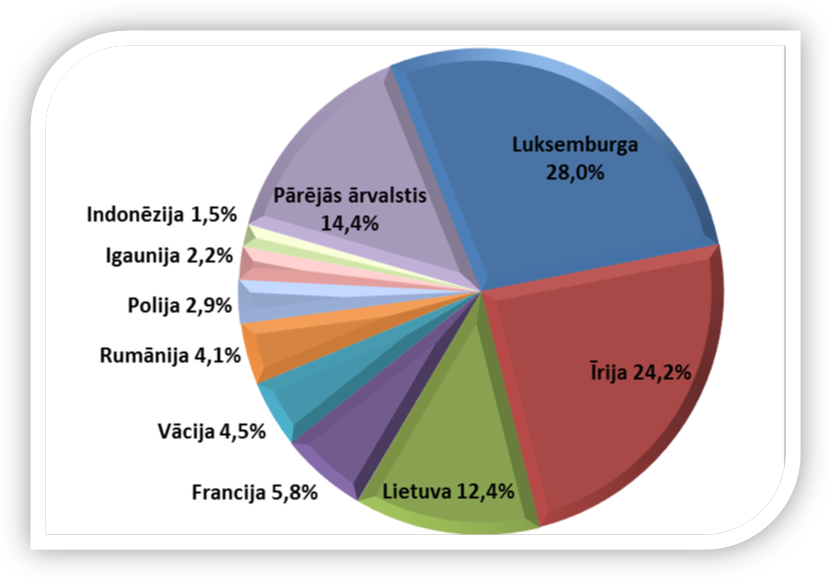 Luksemburga
28,0%
Īrija 24,2%
Lietuva 12,4%
Francija 5,8%
Vācija 4,5%
Rumānija 4,1%
Polija 2,9%
Igaunija 2,2%
Indonēzija 1,5%
Pārējās ārvalstis
14,4%